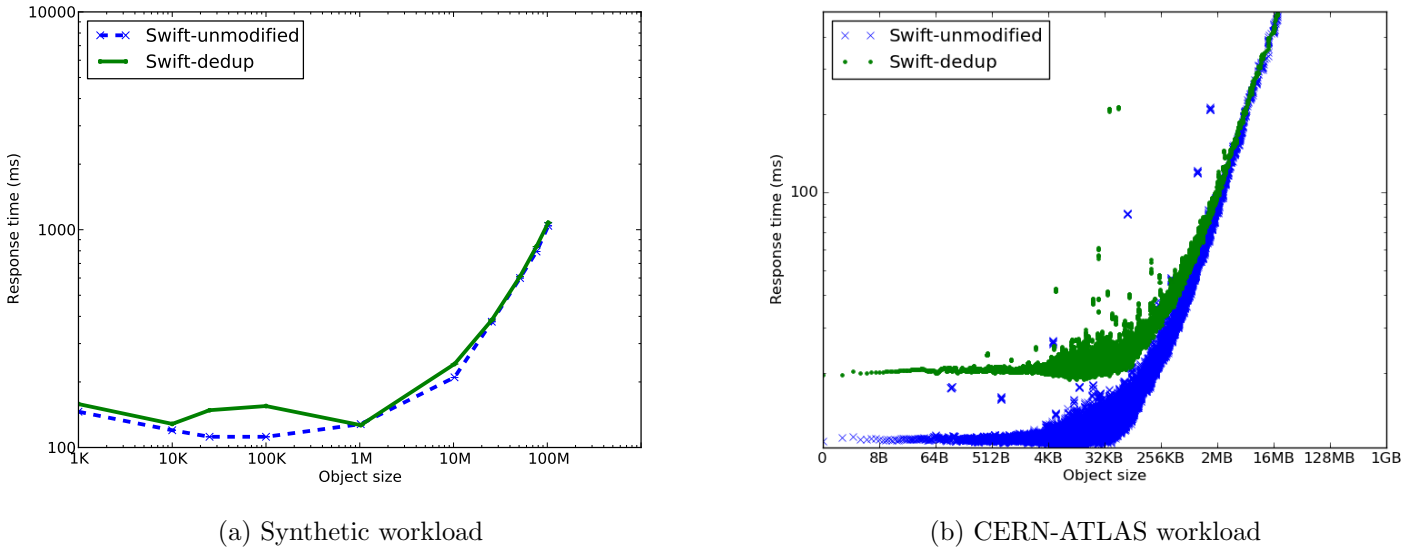 10000
1000
100
Response time (ms)
Swift-unmodified
Swift-dedup
1K 10K 100K 1M 10M 100M
Object size
(a) Synthetic workload
100
Response time (ms)
Swift-unmodified
Swift-dedup
0 8B 64B 512B 4KB 32KB 256KB 2MB 16MB 128MB 1GB
Object size
(b) CERN-ATLAS workload